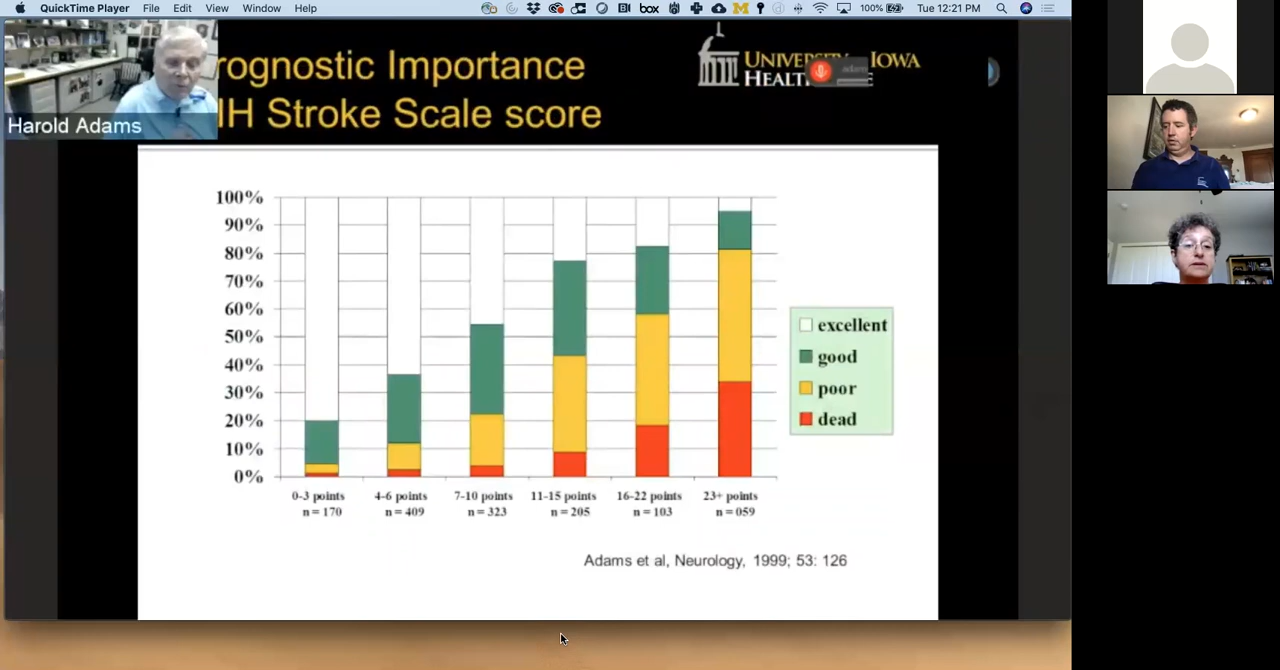 QuickTime Player File Edit View Window Help
box
100%
Tue 12:21 PM
rognostic Importance
IH Stroke Scale score
UNIVERSITY IOWA
HEALTH E
Harold Adams
100%
90%
80%
70%
60%
50%
40%
30%
20%
10%
0%
excellent
good
poor
dead
0-3 points 4-6 points 7-10 points 11-15 points 16-22 points 23+ points
n = 170 n = 409 n = 323 n = 205 n = 103 n = 059
Adams et al, Neurology, 1999; 53: 126